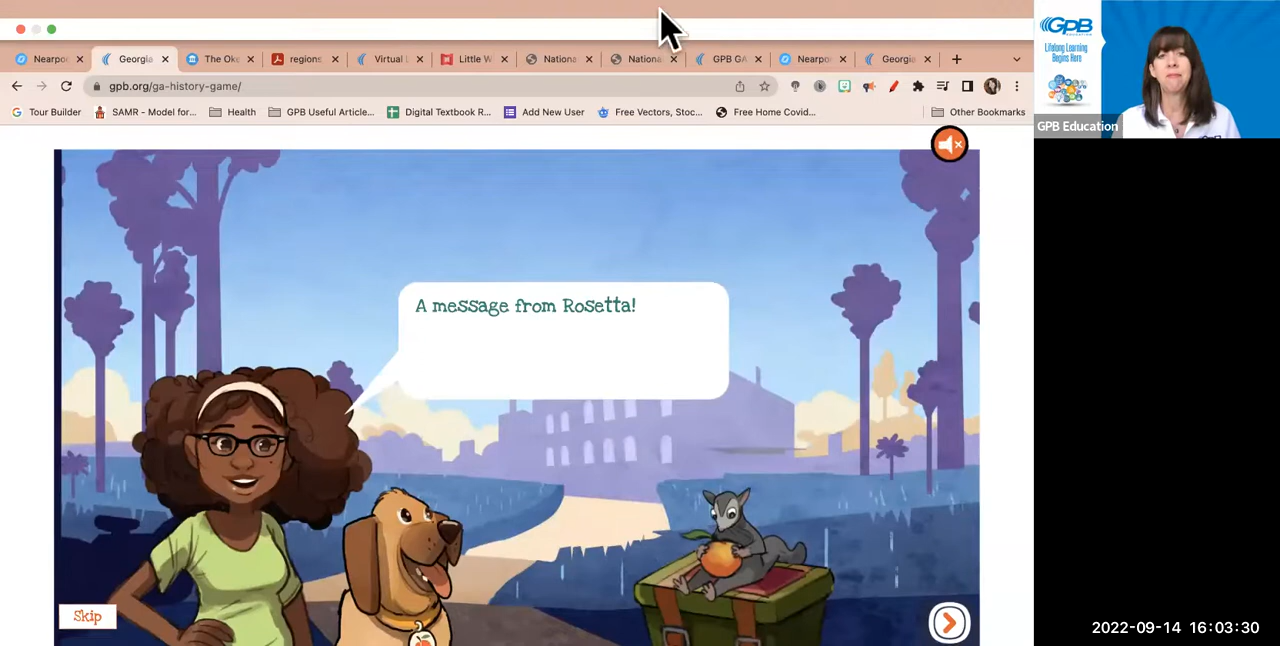 Nearpo
Georgia
The Oke
regions
Virtual
Little W
Nationa
Nationa
GPB GA
Nearpo
Georgia
gpb.org/ga-history-game/
Tour Builder
SAMR - Model for...
Health
GPB Useful Article...
Digital Textbook R...
Add New User
Free Vectors, Stoc...
Free Home Covid...
Other Bookmarks
GPB
EDUCATION
Lifelong Learning
Begins Here
GPB Education
A message from Rosetta!
Skip
2022-09-14 16:03:30